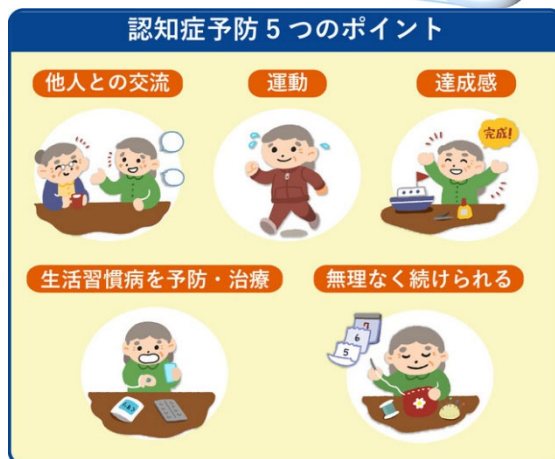 認知症予防5つのポイント
他人との交流
運動
達成感
完成!
生活習慣病を予防・治療
無理なく続けられる
7
6
5